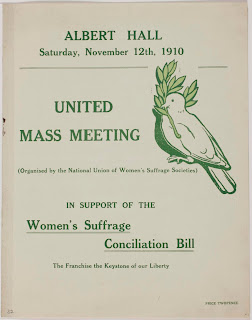 ALBERT HALL
Saturday, November 12th, 1910
UNITED
MASS MEETING
(Organised by the National Union of Women's Suffrage Societies)
IN SUPPORT OF THE
Women's Suffrage
Conciliation Bill
The Franchise the Keystone of our Liberty
PRICE TWOPENCE